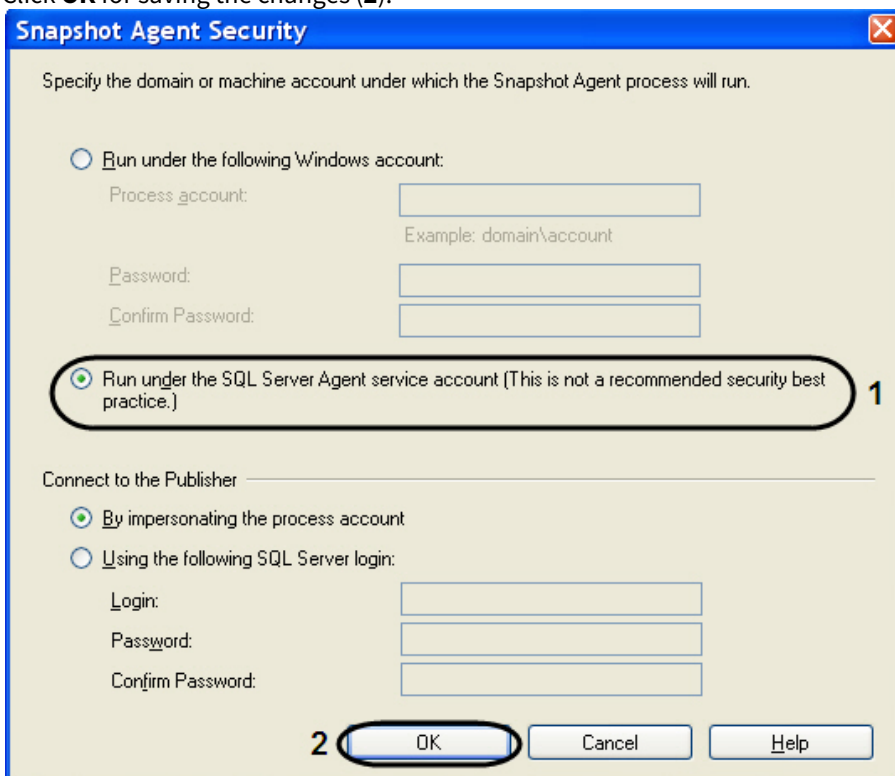 Click OK for saving the changes (2).
Snapshot Agent Security
Specify the domain or machine account under which the Snapshot Agent process will run.
Run under the following Windows account:
Process account:
Example: domain\account
Password:
Confirm Password:
Run under the SQL Server Agent service account (This is not a recommended security best
practice.)
1
Connect to the Publisher
By impersonating the process account
Using the following SQL Server login:
Login:
Password:
Confirm Password:
2 OK Cancel Help